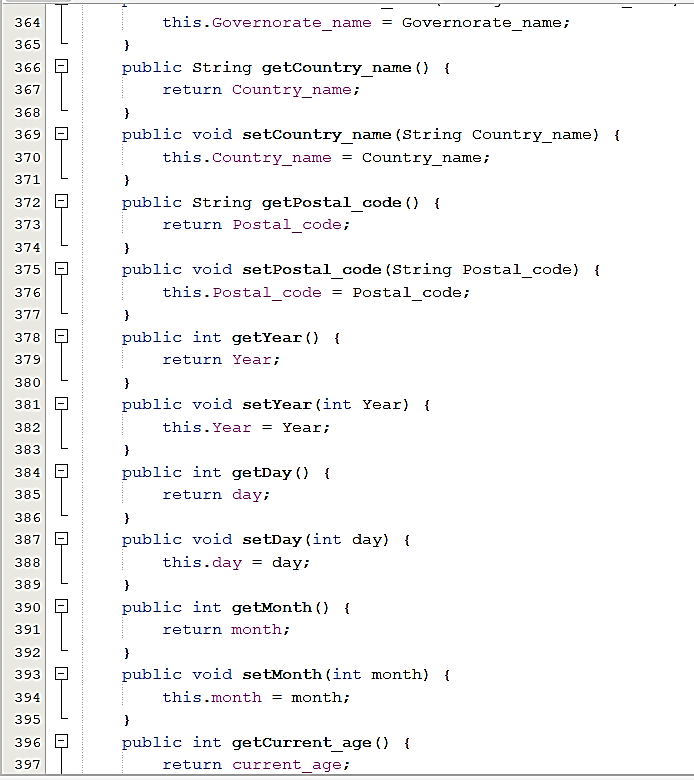 364 this.Governorate_name = Governorate_name;
365 }
366 public String getCountry_name() {
367 return Country_name;
368 }
369 public void setCountry_name(String Country_name) {
370 this.Country_name = Country_name;
371 }
372 public String getPostal_code() {
373 return Postal_code;
374 }
375 public void setPostal_code(String Postal_code) {
376 this.Postal_code = Postal_code;
377 }
378 public int getYear() {
379 return Year;
380 }
381 public void setYear(int Year) {
382 this.Year = Year;
383 }
384 public int getDay() {
385 return day;
386 }
387 public void setDay(int day) {
388 this.day = day;
389 }
390 public int getMonth() {
391 return month;
392 }
393 public void setMonth(int month) {
394 this.month = month;
395 }
396 public int getCurrent_age() {
397 return current_age;